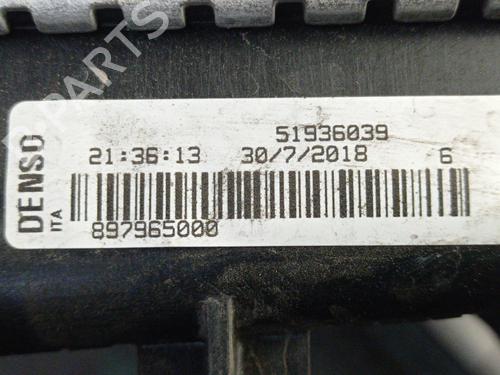 51936039
21:36:13 30/7/2018 6
DENSO
ITA
897965000
PARTS